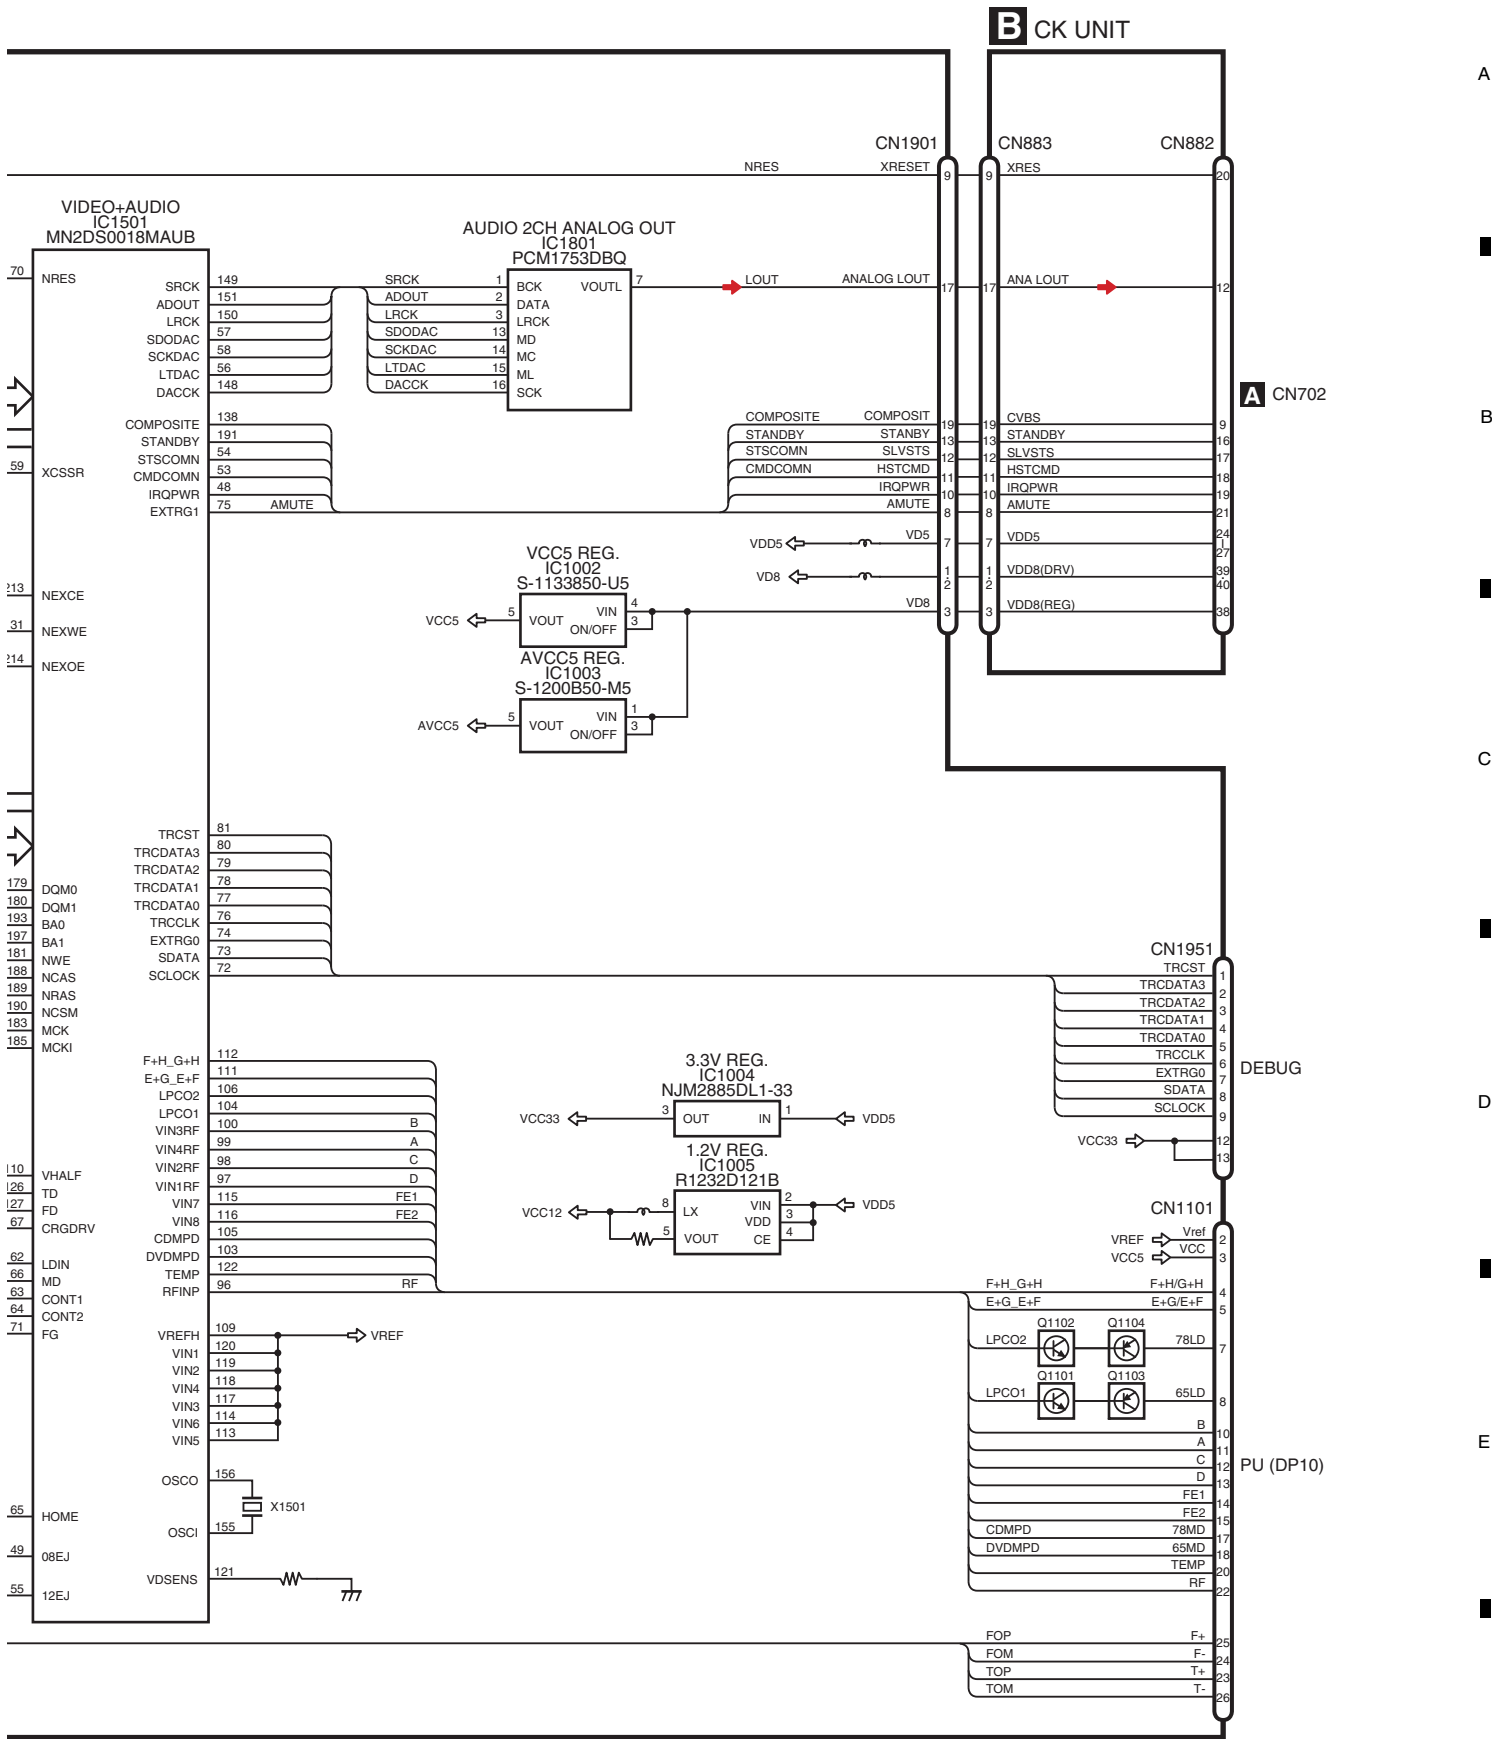 B CK UNIT
A
CN1901
CN883
CN882
NRES
XRESET
9
9
XRES
20
VIDEO+AUDIO
IC1501
MN2DS0018MAUB
AUDIO 2CH ANALOG OUT
IC1801
PCM1753DBQ
70
NRES
SRCK
149
SRCK
1
BCK
VOUTL
7
LOUT
ANALOG LOUT
17
17
ANA LOUT
12
ADOUT
151
ADOUT
2
DATA
LRCK
150
LRCK
3
LRCK
SDODAC
57
SDODAC
13
MD
SCKDAC
58
SCKDAC
14
MC
LTDAC
56
LTDAC
15
ML
DACCK
148
DACCK
16
SCK
A CN702
B
COMPOSITE
138
COMPOSITE
COMPOSIT
19
19
CVBS
9
STANDBY
191
STANDBY
STANBY
13
13
STANDBY
16
STSCOMN
54
STSCOMN
SLVSTS
12
12
SLVSTS
17
59
XCSSR
CMDCOMN
53
CMDCOMN
HSTCMD
11
11
HSTCMD
18
IRQPWR
48
IRQPWR
10
10
IRQPWR
19
EXTRG1
75
AMUTE
AMUTE
8
8
AMUTE
21
VDD5
VD5
7
7
VDD5
24
27
VD8
1
2
1
2
VDD8(DRV)
39
40
VD8
3
3
VDD8(REG)
38
VCC5 REG.
IC1002
S-1133850-U5
VCC5
5
VOUT
VIN
4
ON/OFF
3
213
NEXCE
31
NEXWE
214
NEXOE
AVCC5 REG.
IC1003
S-1200B50-M5
AVCC5
5
VOUT
VIN
1
ON/OFF
3
C
TRCST
81
TRCDATA3
80
TRCDATA2
79
TRCDATA1
78
TRCDATA0
77
TRCCLK
76
EXTRG0
74
SDATA
73
SCLOCK
72
179
DQM0
180
DQM1
193
BA0
197
BA1
181
NWE
188
NCAS
189
NRAS
190
NCSM
183
MCK
185
MCKI
CN1951
TRCST
1
TRCDATA3
2
TRCDATA2
3
TRCDATA1
4
TRCDATA0
5
TRCCLK
6
EXTRG0
7
SDATA
8
SCLOCK
9
DEBUG
VCC33
12
13
D
F+H_G+H
112
E+G_E+F
111
LPCO2
106
LPCO1
104
VIN3RF
100
B
VIN4RF
99
A
VIN2RF
98
C
VIN1RF
97
D
VIN7
115
FE1
VIN8
116
FE2
CDMPD
105
DVDMPD
103
TEMP
122
RFINP
96
RF
110
VHALF
126
TD
127
FD
67
CRGDRV
62
LDIN
66
MD
63
CONT1
64
CONT2
71
FG
3.3V REG.
IC1004
NJM2885DL1-33
VCC33
3
OUT
IN
1
VDD5
1.2V REG.
IC1005
R1232D121B
VCC12
8
LX
VIN
2
VDD5
VDD
3
5
VOUT
CE
4
CN1101
VREF
Vref
2
VCC5
VCC
3
F+H_G+H
F+H/G+H
4
E+G_E+F
E+G/E+F
5
Q1102
Q1104
LPCO2
78LD
7
Q1101
Q1103
LPCO1
65LD
8
B
10
A
11
C
12
D
13
FE1
14
FE2
15
CDMPD
78MD
17
DVDMPD
65MD
18
TEMP
20
RF
22
PU (DP10)
E
VREFH
109
VREF
VIN1
120
VIN2
119
VIN4
118
VIN3
117
VIN6
114
VIN5
113
OSCO
156
X1501
OSCI
155
65
HOME
49
08EJ
55
12EJ
VDSENS
121
FOP
F+
25
FOM
F-
24
TOP
T+
23
TOM
T-
26